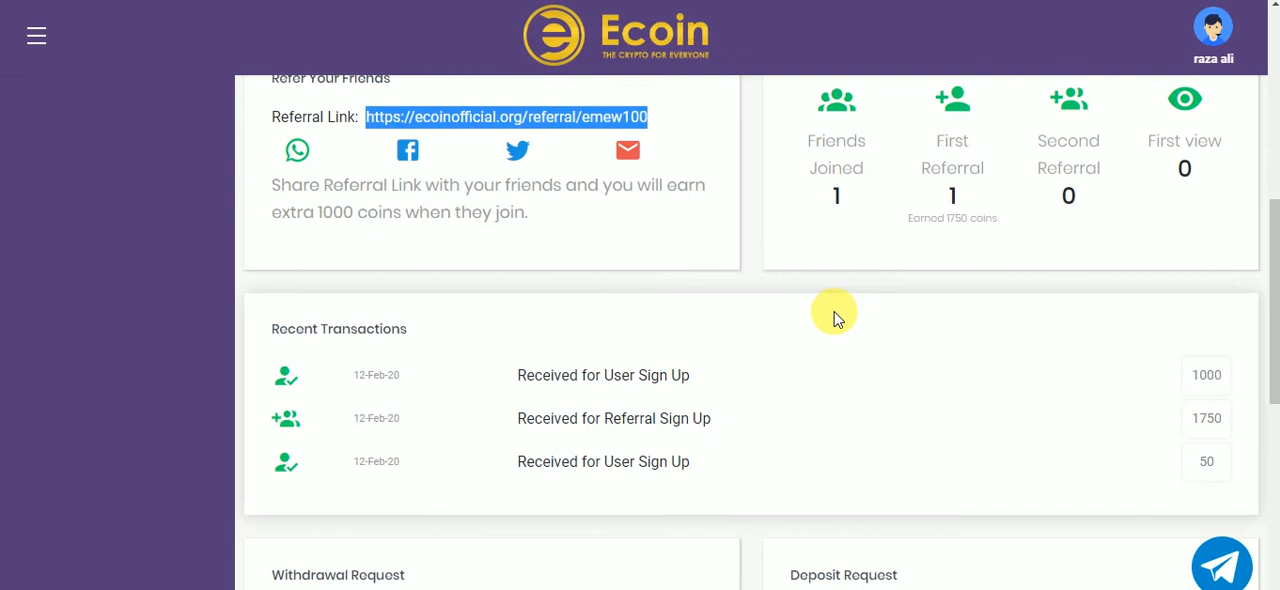 Ecoin
THE CRYPTO FOR EVERYONE
raza ali
Refer Your Friends
Referral Link: https://ecoinofficial.org/referral/emew100
Share Referral Link with your friends and you will earn
extra 1000 coins when they join.
Friends
Joined
1
First
Referral
1
Earned 1750 coins
Second
Referral
0
First view
0
Recent Transactions
12-Feb-20 Received for User Sign Up 1000
12-Feb-20 Received for Referral Sign Up 1750
12-Feb-20 Received for User Sign Up 50
Withdrawal Request
Deposit Request